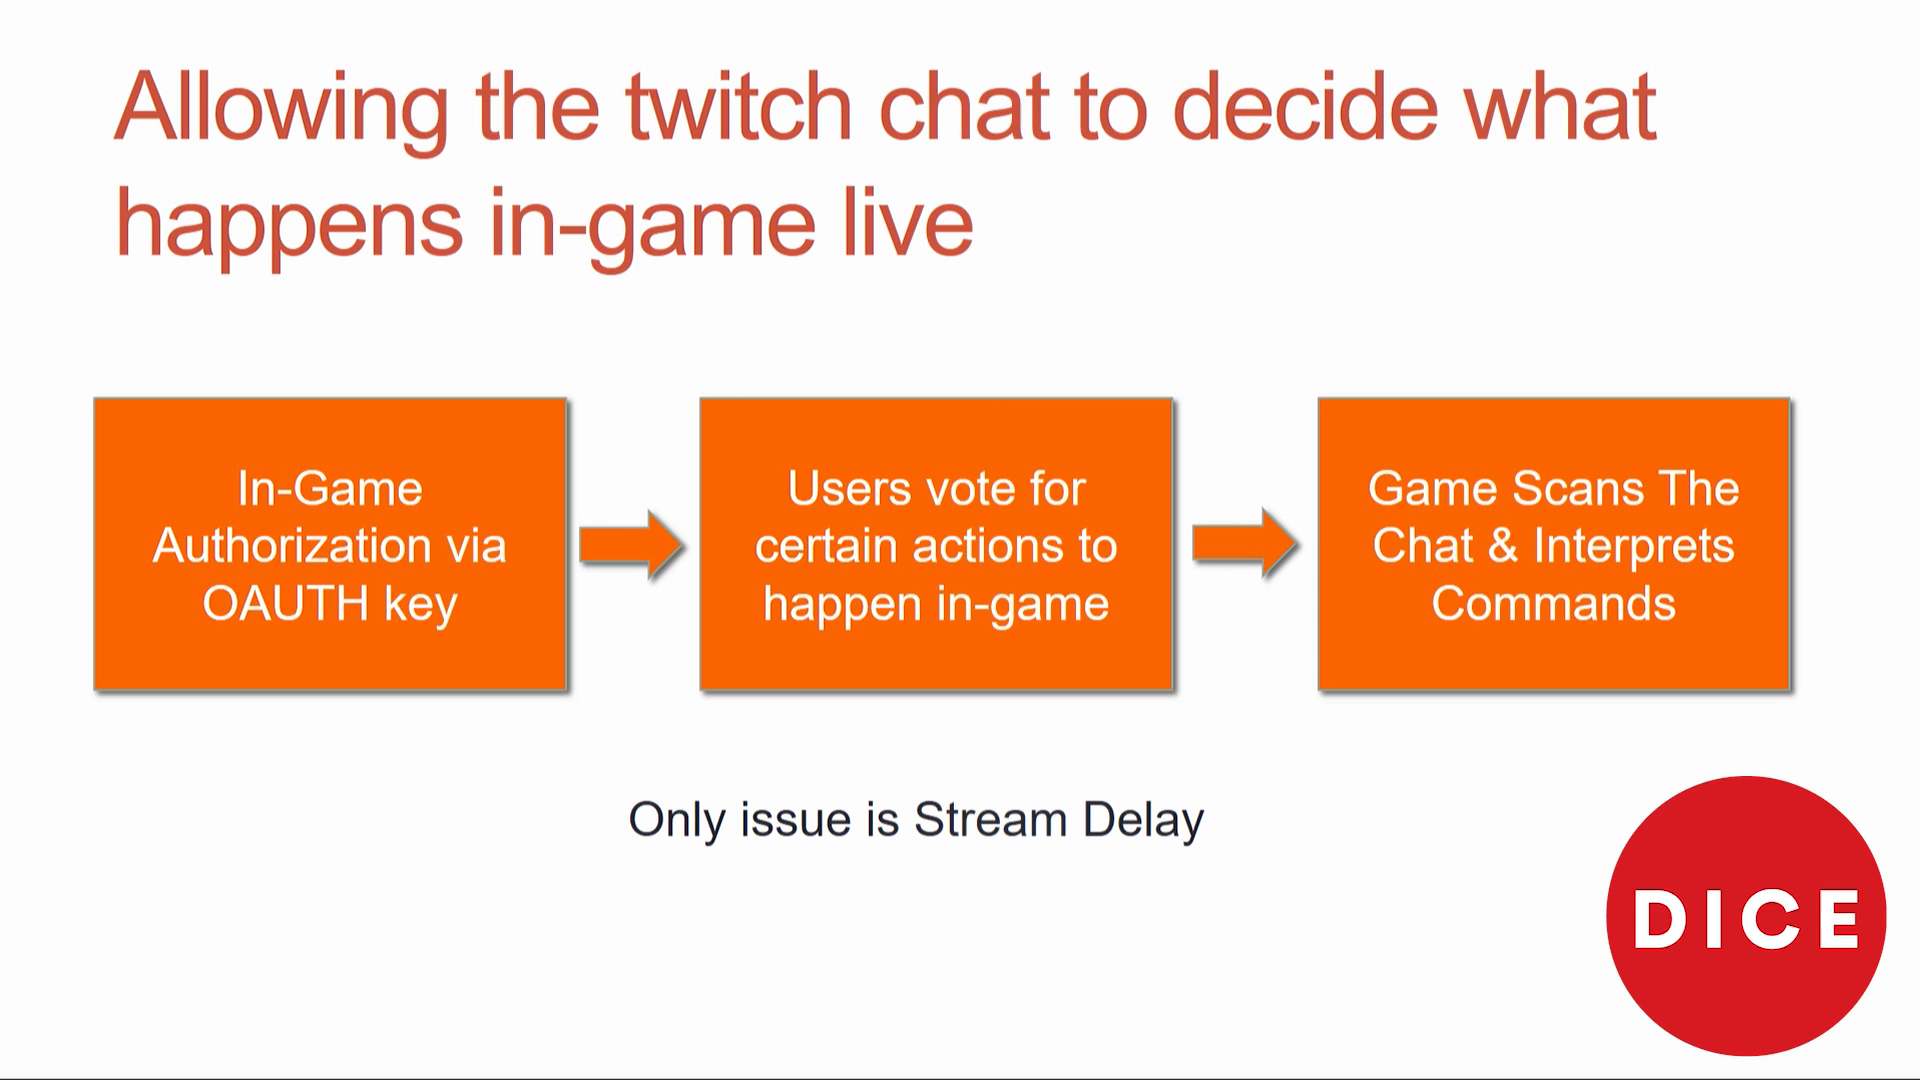 Allowing the twitch chat to decide what
happens in-game live
In-Game
Authorization via
OAUTH key
Users vote for
certain actions to
happen in-game
Game Scans The
Chat & Interprets
Commands
Only issue is Stream Delay
DICE